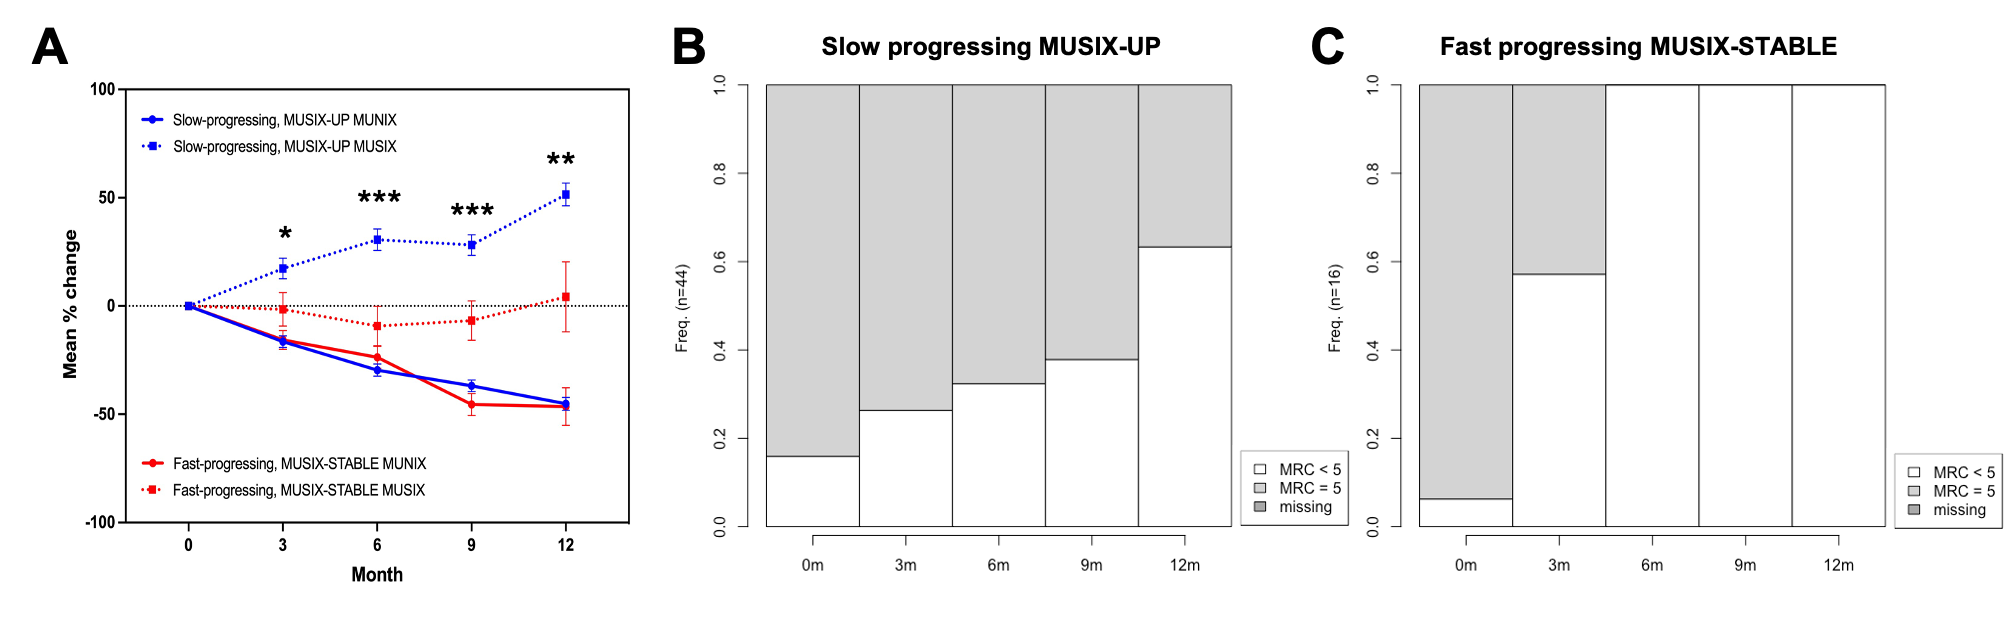 A
100
50
0
-50
-100
Mean % change
Slow-progressing, MUSIX-UP MUNIX
Slow-progressing, MUSIX-UP MUSIX
*
***
***
**
Fast-progressing, MUSIX-STABLE MUNIX
Fast-progressing, MUSIX-STABLE MUSIX
0 3 6 9 12
Month
B
Slow progressing MUSIX-UP
1.0
0.8
0.6
0.4
0.2
0.0
Freq. (n=44)
0m 3m 6m 9m 12m
MRC < 5
MRC = 5
missing
C
Fast progressing MUSIX-STABLE
1.0
0.8
0.6
0.4
0.2
0.0
Freq. (n=16)
0m 3m 6m 9m 12m
MRC < 5
MRC = 5
missing